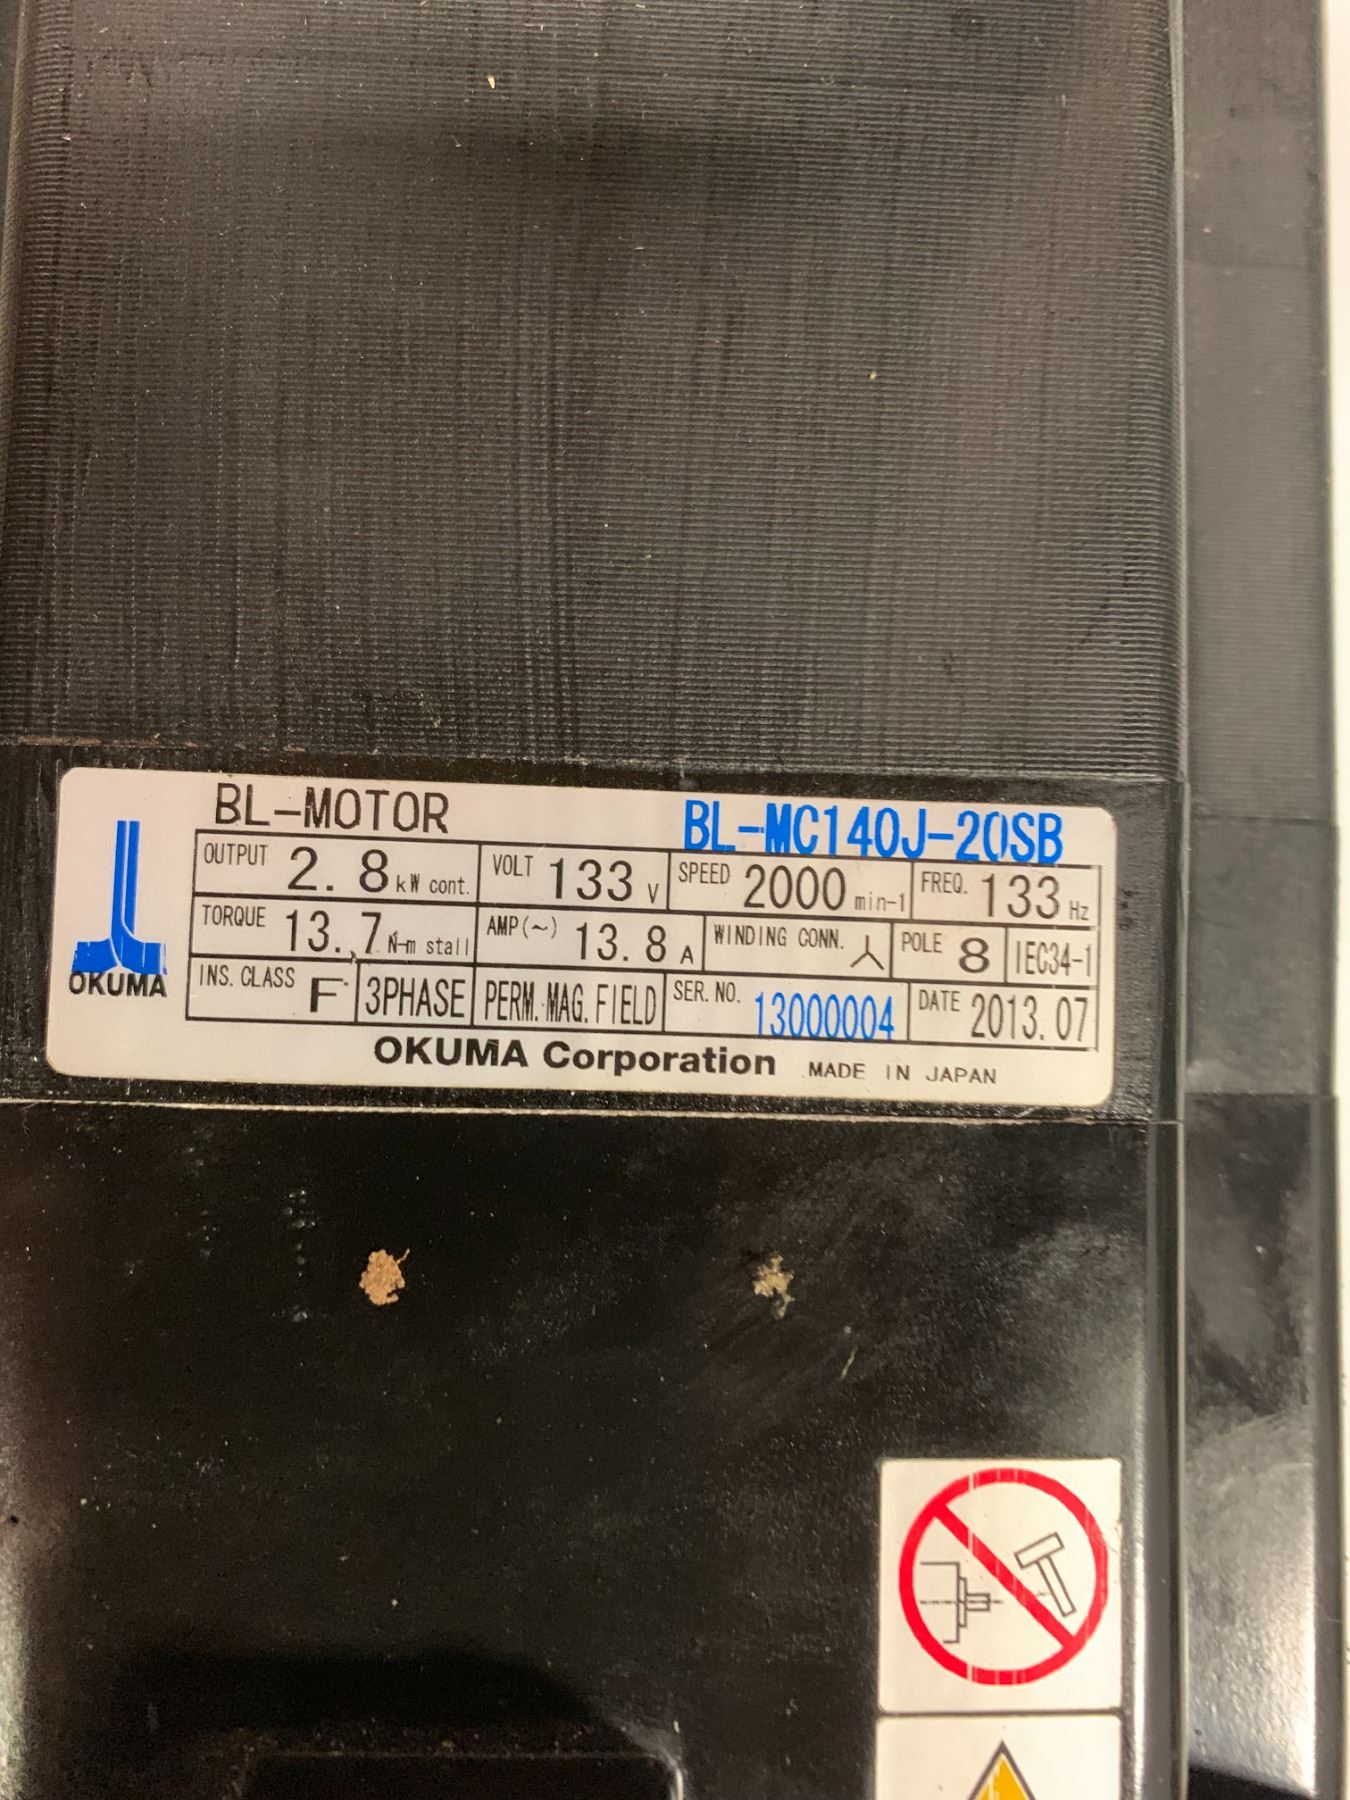 BL-MOTOR BL-MC140J-20SB
OUTPUT 2.8 kW cont. VOLT 133 V SPEED 2000 min-1 FREQ. 133 Hz
TORQUE 13.7 N-m stall AMP(~) 13.8 A WINDING CONN. POLE 8 IEC34-1
INS. CLASS F 3PHASE PERM. MAG. FIELD SER. NO. 13000004 DATE 2013.07
OKUMA
OKUMA Corporation MADE IN JAPAN